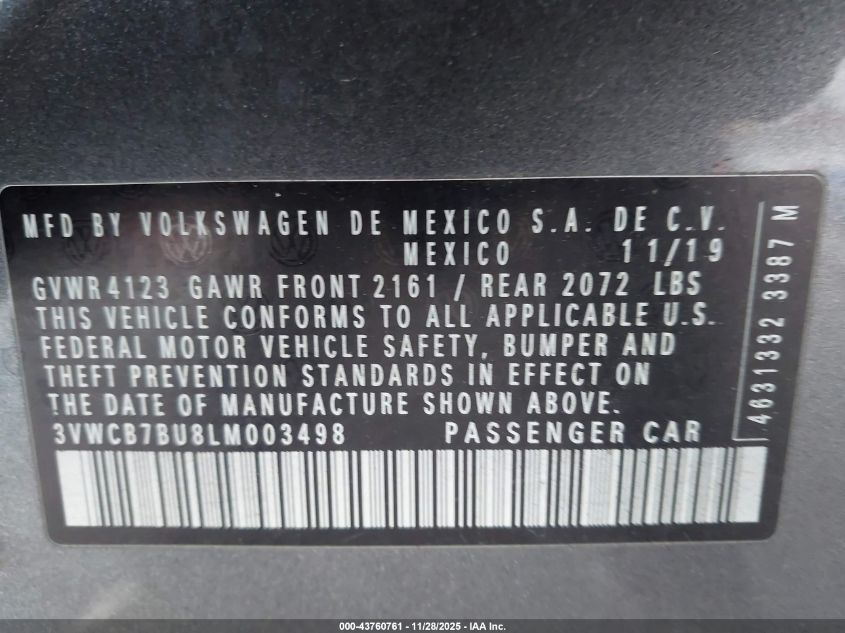 MFD BY VOLKSWAGEN DE MEXICO S.A. DE C.V.
MEXICO 11/19
GVWR 4123 GAWR FRONT 2161 / REAR 2072 LBS
THIS VEHICLE CONFORMS TO ALL APPLICABLE U.S.
FEDERAL MOTOR VEHICLE SAFETY, BUMPER AND
THEFT PREVENTION STANDARDS IN EFFECT ON
THE DATE OF MANUFACTURE SHOWN ABOVE.
3VWCB7BU8LM003498 PASSENGER CAR
4631332 3387 M
000-43760761 - 11/28/2025 - IAA Inc.